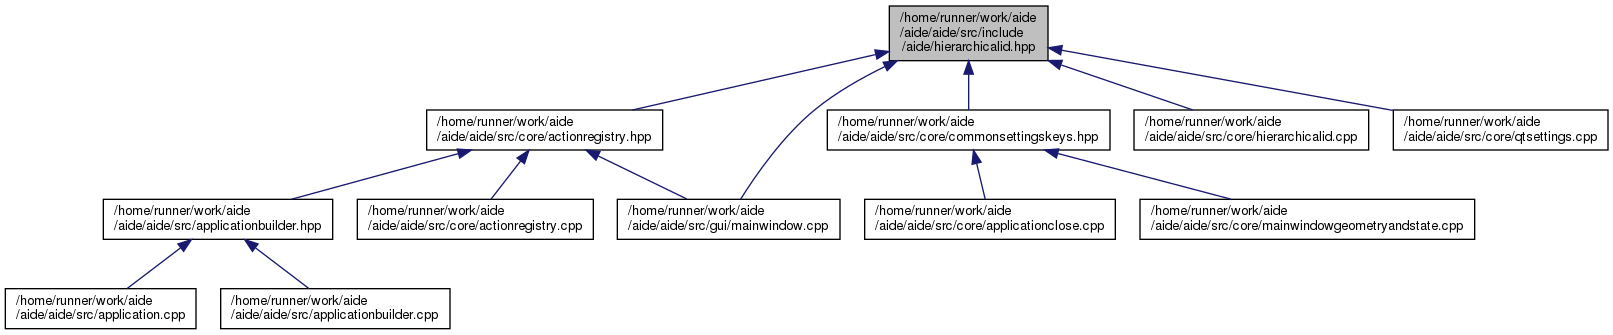 /home/runner/work/aide
/aide/aide/src/include
/aide/hierarchicalid.hpp
/home/runner/work/aide
/aide/aide/src/core/actionregistry.hpp
/home/runner/work/aide
/aide/aide/src/core/commonsettingskeys.hpp
/home/runner/work/aide
/aide/aide/src/core/hierarchicalid.cpp
/home/runner/work/aide
/aide/aide/src/core/qtsettings.cpp
/home/runner/work/aide
/aide/aide/src/applicationbuilder.hpp
/home/runner/work/aide
/aide/aide/src/core/actionregistry.cpp
/home/runner/work/aide
/aide/aide/src/gui/mainwindow.cpp
/home/runner/work/aide
/aide/aide/src/core/applicationclose.cpp
/home/runner/work/aide
/aide/aide/src/core/mainwindowgeometryandstate.cpp
/home/runner/work/aide
/aide/aide/src/application.cpp
/home/runner/work/aide
/aide/aide/src/applicationbuilder.cpp